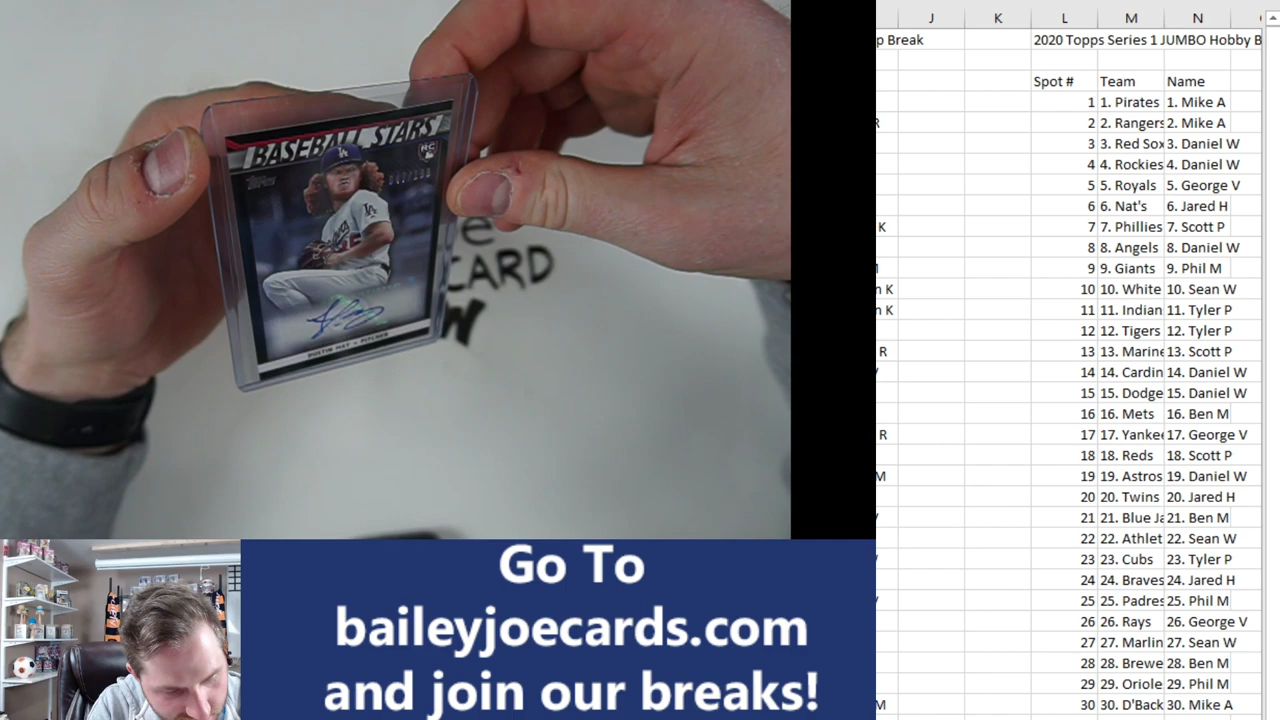 BASEBALL STARS
RC
Topps
DUSTIN MAY • PITCHER
e
CARD
W
Go To
baileyjoecards.com
and join our breaks!
J K L M N
p Break 2020 Topps Series 1 JUMBO Hobby B
Spot # Team Name
1 1. Pirates 1. Mike A
R 2 2. Rangers 2. Mike A
3 3. Red Sox 3. Daniel W
4 4. Rockies 4. Daniel W
5 5. Royals 5. George V
6 6. Nat's 6. Jared H
K 7 7. Phillies 7. Scott P
8 8. Angels 8. Daniel W
M 9 9. Giants 9. Phil M
n K 10 10. White 10. Sean W
n K 11 11. Indian 11. Tyler P
12 12. Tigers 12. Tyler P
R 13 13. Marine 13. Scott P
14 14. Cardin 14. Daniel W
15 15. Dodge 15. Daniel W
16 16. Mets 16. Ben M
R 17 17. Yankee 17. George V
18 18. Reds 18. Scott P
M 19 19. Astros 19. Daniel W
20 20. Twins 20. Jared H
21 21. Blue Ja 21. Ben M
22 22. Athlet 22. Sean W
23 23. Cubs 23. Tyler P
24 24. Braves 24. Jared H
25 25. Padres 25. Phil M
26 26. Rays 26. George V
27 27. Marlin 27. Sean W
28 28. Brewe 28. Ben M
29 29. Oriole 29. Phil M
M 30 30. D'Back 30. Mike A